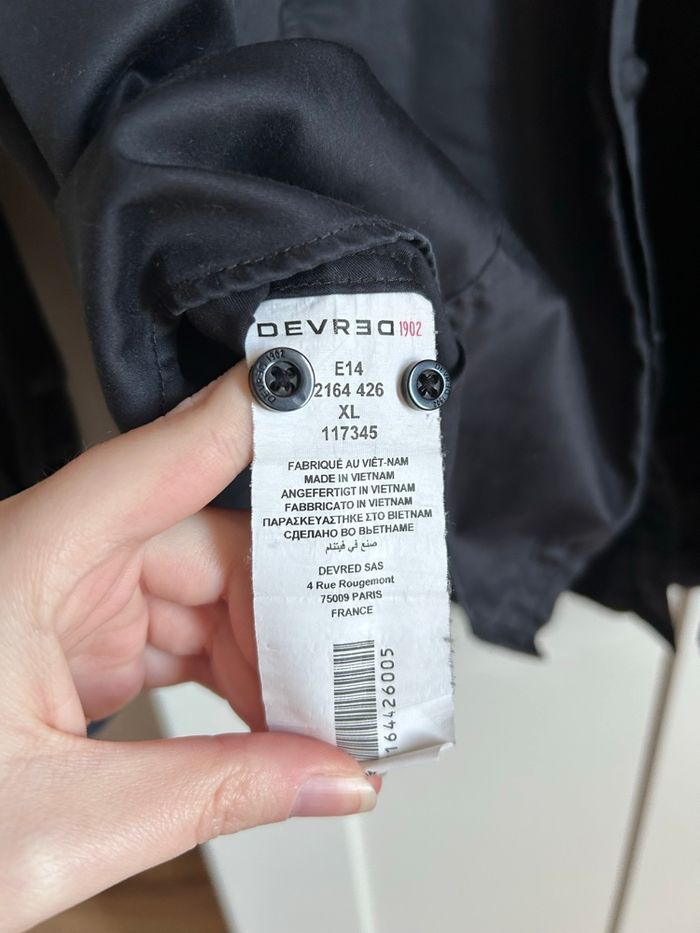 DEVRED 1902
E14
2164 426
XL
117345
FABRIQUÉ AU VIÊT-NAM
MADE IN VIETNAM
ANGEFERTIGT IN VIETNAM
FABBRICATO IN VIETNAM
ΠΑΡΑΣΚΕΥΑΣΤΗΚΕ ΣΤΟ ΒΙΕΤΝΑΜ
СДЕЛАНО ВО ВЬЕТНАМЕ
صنع في فيتنام
DEVRED SAS
4 Rue Rougemont
75009 PARIS
FRANCE
164426005